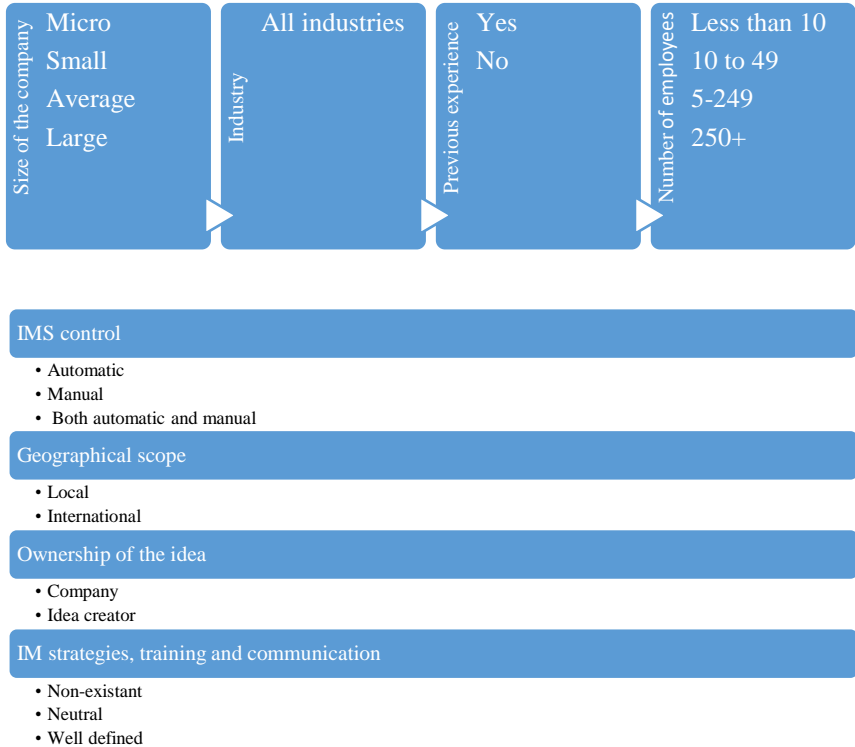 Size of the company
Micro
Small
Average
Large
Industry
All industries
Previous experience
Yes
No
Number of employees
Less than 10
10 to 49
5-249
250+
IMS control
• Automatic
• Manual
• Both automatic and manual
Geographical scope
• Local
• International
Ownership of the idea
• Company
• Idea creator
IM strategies, training and communication
• Non-existant
• Neutral
• Well defined